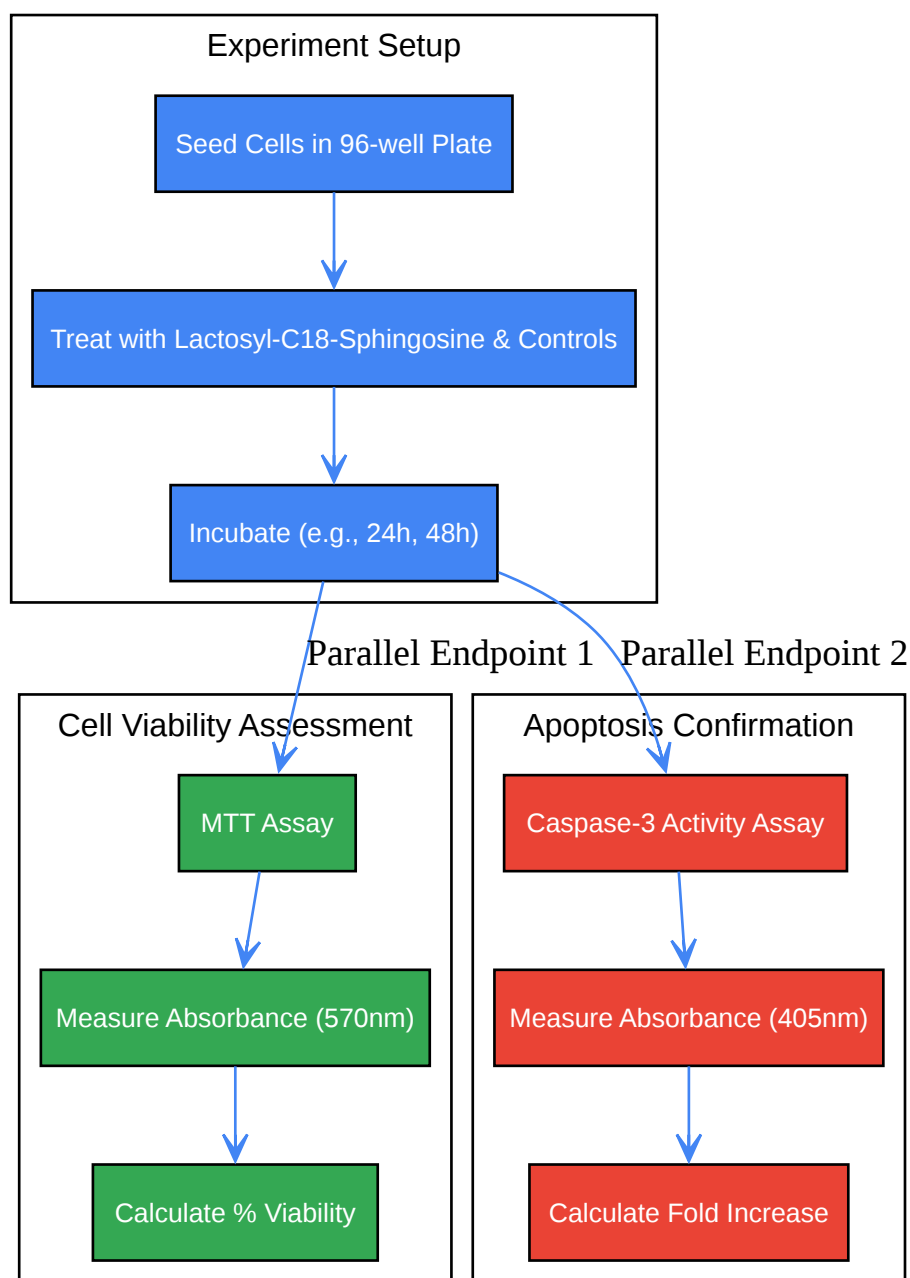 Experiment Setup
Seed Cells in 96-well Plate
Treat with Lactosyl-C18-Sphingosine & Controls
Incubate (e.g., 24h, 48h)
Parallel Endpoint 1
Parallel Endpoint 2
Cell Viability Assessment
MTT Assay
Measure Absorbance (570nm)
Calculate % Viability
Apoptosis Confirmation
Caspase-3 Activity Assay
Measure Absorbance (405nm)
Calculate Fold Increase